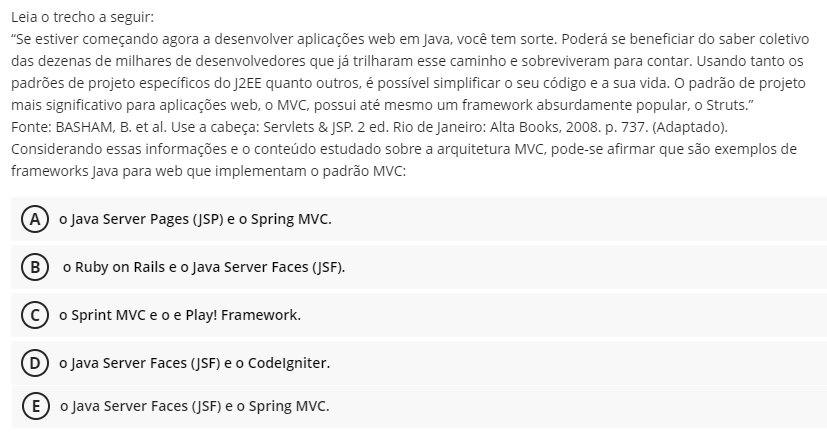 Leia o trecho a seguir:
“Se estiver começando agora a desenvolver aplicações web em Java, você tem sorte. Poderá se beneficiar do saber coletivo
das dezenas de milhares de desenvolvedores que já trilharam esse caminho e sobreviveram para contar. Usando tanto os
padrões de projeto específicos do J2EE quanto outros, é possível simplificar o seu código e a sua vida. O padrão de projeto
mais significativo para aplicações web, o MVC, possui até mesmo um framework absurdamente popular, o Struts.”
Fonte: BASHAM, B. et al. Use a cabeça: Servlets & JSP. 2 ed. Rio de Janeiro: Alta Books, 2008. p. 737. (Adaptado).
Considerando essas informações e o conteúdo estudado sobre a arquitetura MVC, pode-se afirmar que são exemplos de
frameworks Java para web que implementam o padrão MVC:
A o Java Server Pages (JSP) e o Spring MVC.
B o Ruby on Rails e o Java Server Faces (JSF).
C o Sprint MVC e o e Play! Framework.
D o Java Server Faces (JSF) e o CodeIgniter.
E o Java Server Faces (JSF) e o Spring MVC.